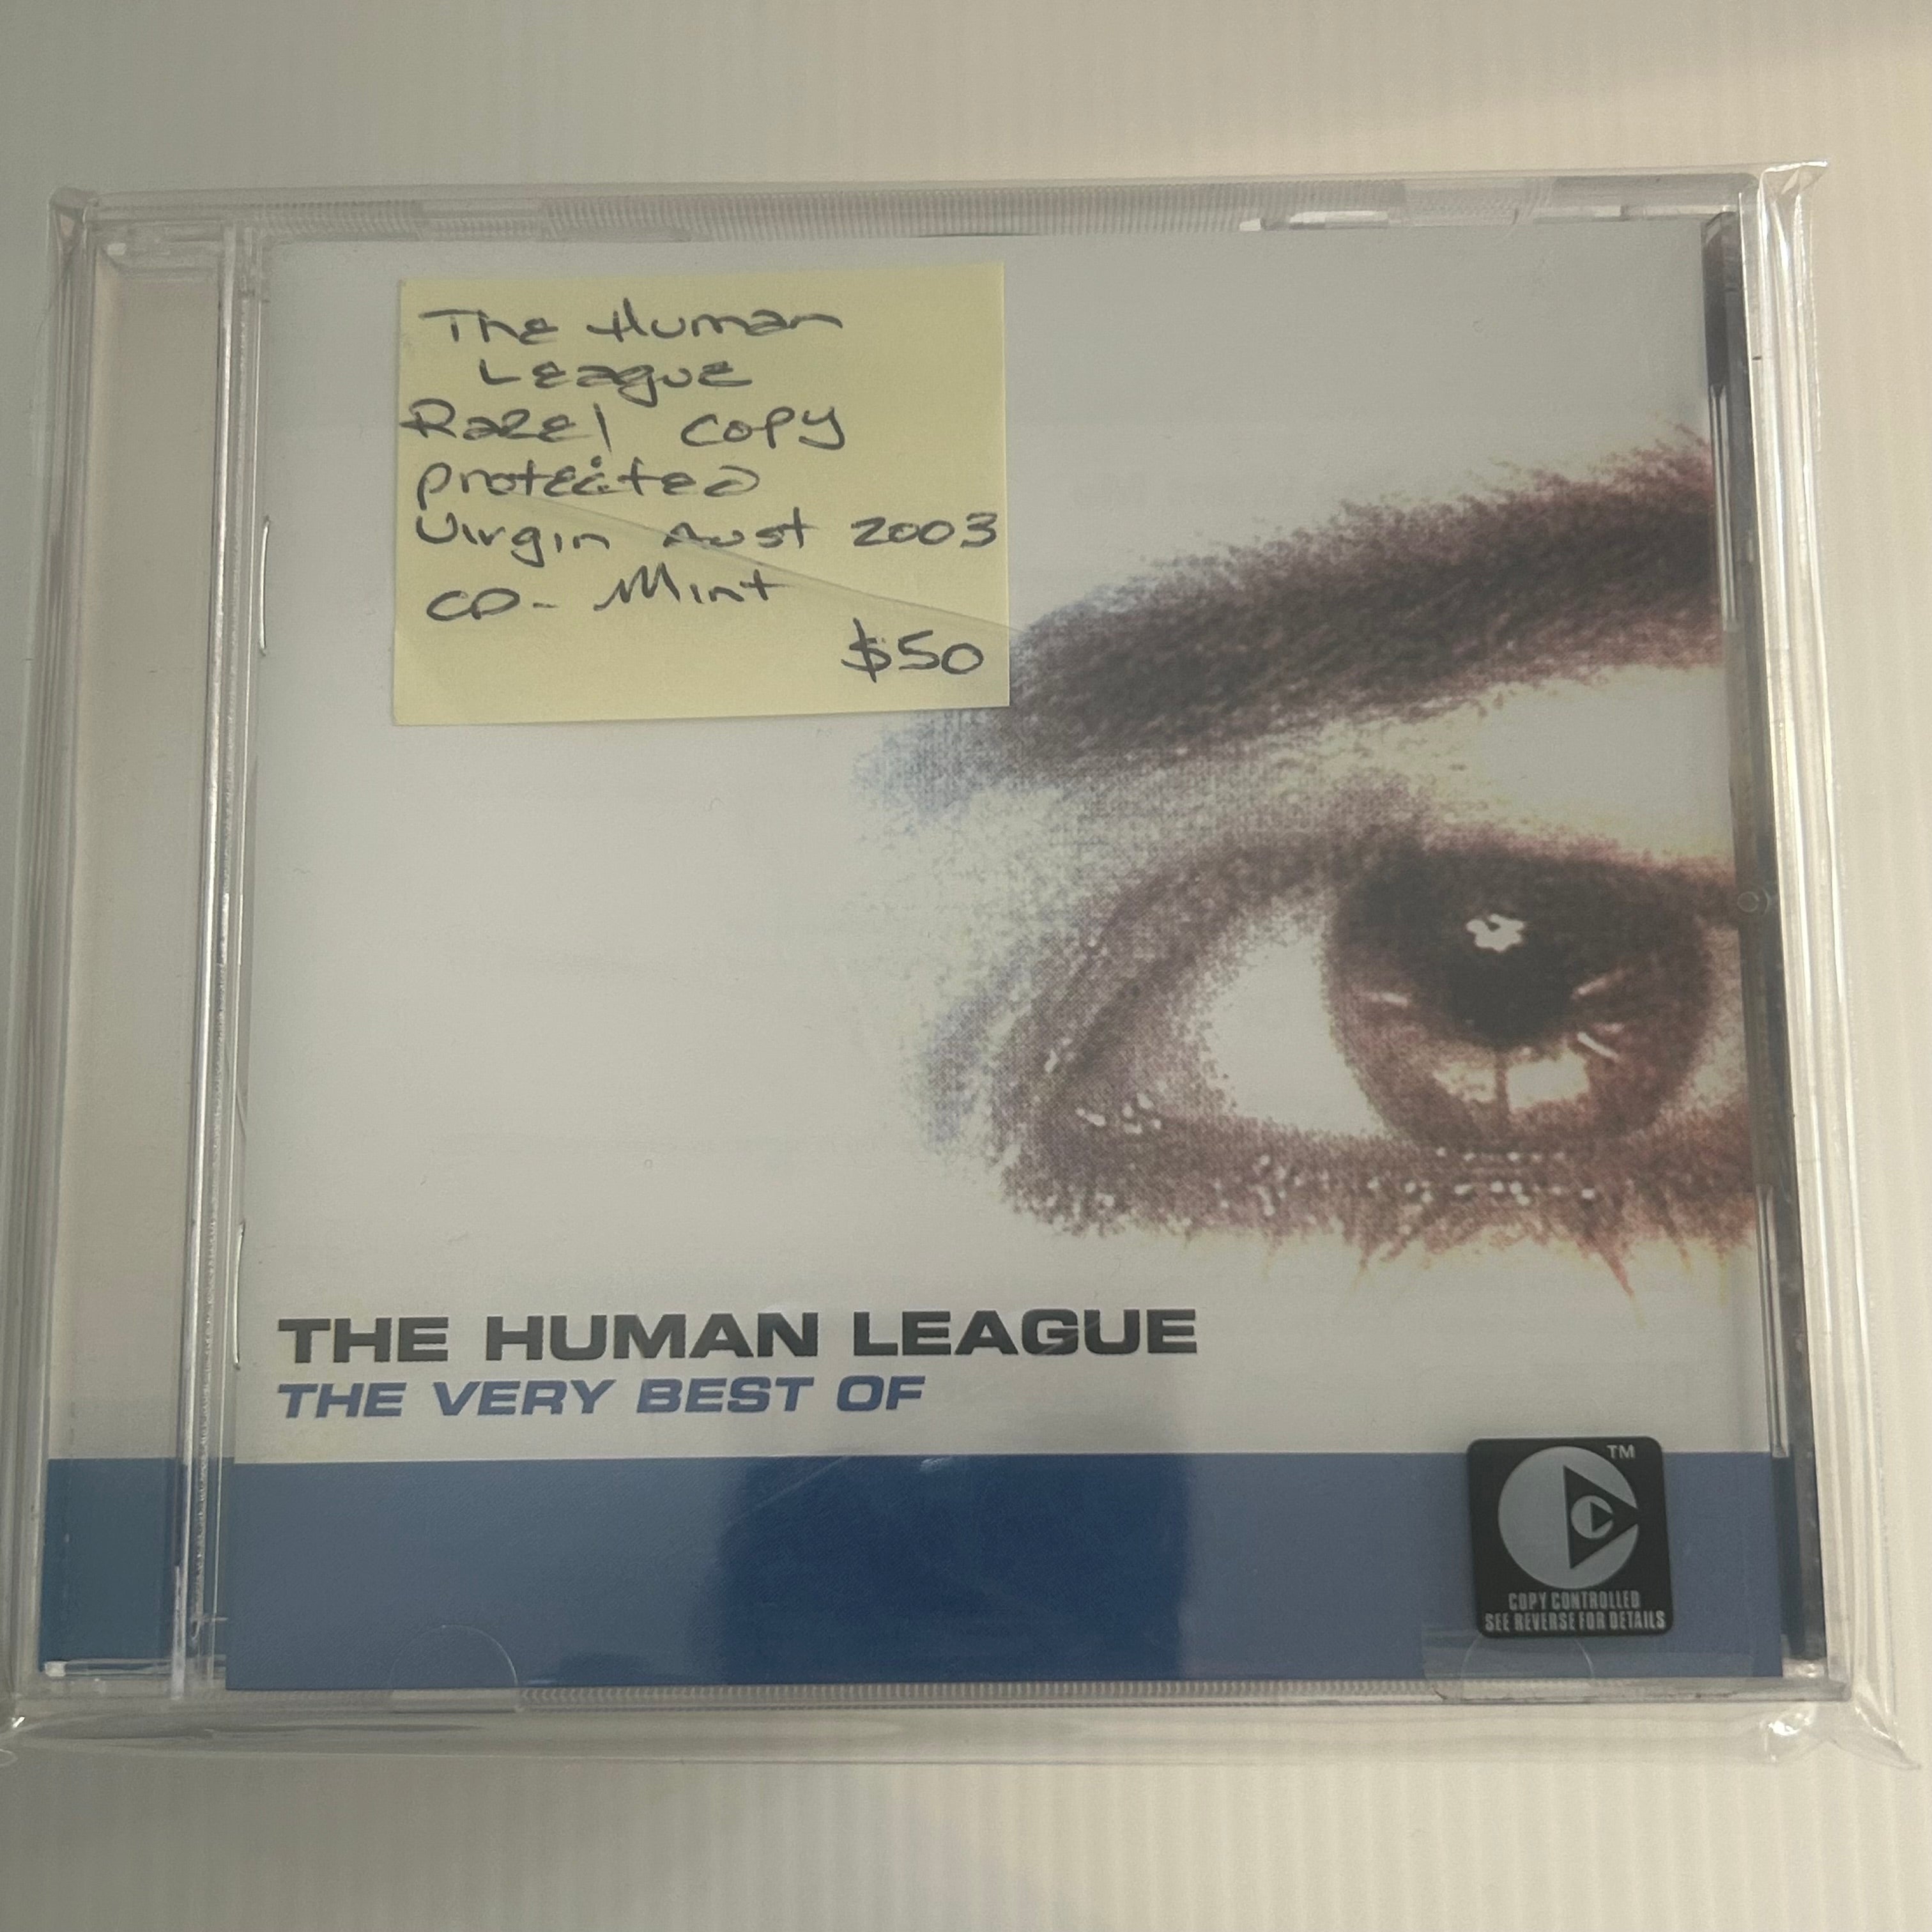 The Human
League
Rare! Copy
protected
Virgin Aust 2003
CD - Mint
$50
THE HUMAN LEAGUE
THE VERY BEST OF
TM
C
COPY CONTROLLED
SEE REVERSE FOR DETAILS